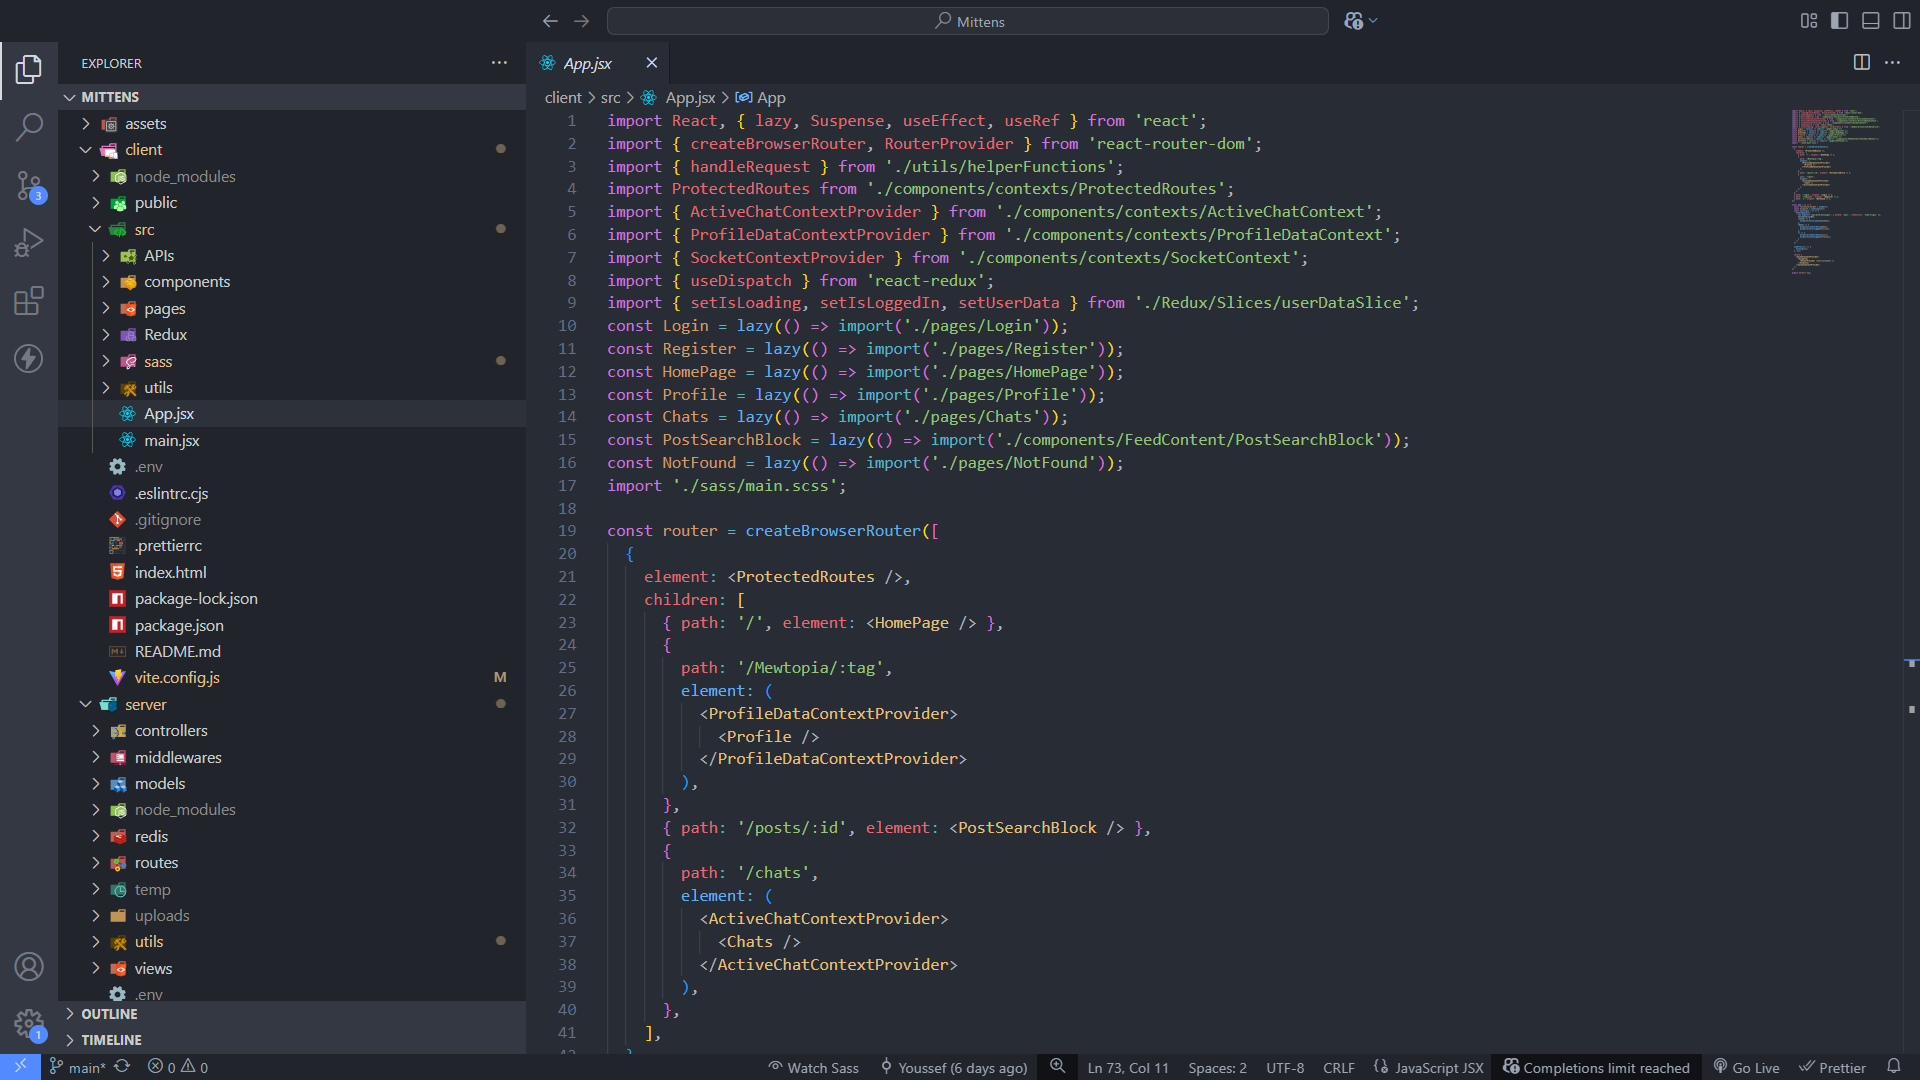 Mittens
EXPLORER
MITTENS
assets
client
node_modules
public
src
APIs
components
pages
Redux
sass
utils
App.jsx
main.jsx
.env
.eslintrc.cjs
.gitignore
.prettierrc
index.html
package-lock.json
package.json
README.md
vite.config.js M
server
controllers
middlewares
models
node_modules
redis
routes
temp
uploads
utils
views
.env
OUTLINE
TIMELINE
3
1
App.jsx
client > src > App.jsx > App
1 import React, { lazy, Suspense, useEffect, useRef } from 'react';
2 import { createBrowserRouter, RouterProvider } from 'react-router-dom';
3 import { handleRequest } from './utils/helperFunctions';
4 import ProtectedRoutes from './components/contexts/ProtectedRoutes';
5 import { ActiveChatContextProvider } from './components/contexts/ActiveChatContext';
6 import { ProfileDataContextProvider } from './components/contexts/ProfileDataContext';
7 import { SocketContextProvider } from './components/contexts/SocketContext';
8 import { useDispatch } from 'react-redux';
9 import { setIsLoading, setIsLoggedIn, setUserData } from './Redux/Slices/userDataSlice';
10 const Login = lazy(() => import('./pages/Login'));
11 const Register = lazy(() => import('./pages/Register'));
12 const HomePage = lazy(() => import('./pages/HomePage'));
13 const Profile = lazy(() => import('./pages/Profile'));
14 const Chats = lazy(() => import('./pages/Chats'));
15 const PostSearchBlock = lazy(() => import('./components/FeedContent/PostSearchBlock'));
16 const NotFound = lazy(() => import('./pages/NotFound'));
17 import './sass/main.scss';
18
19 const router = createBrowserRouter([
20 {
21 element: <ProtectedRoutes />,
22 children: [
23 { path: '/', element: <HomePage /> },
24 {
25 path: '/Mewtopia/:tag',
26 element: (
27 <ProfileDataContextProvider>
28 <Profile />
29 </ProfileDataContextProvider>
30 ),
31 },
32 { path: '/posts/:id', element: <PostSearchBlock /> },
33 {
34 path: '/chats',
35 element: (
36 <ActiveChatContextProvider>
37 <Chats />
38 </ActiveChatContextProvider>
39 ),
40 },
41 ],
main* 0 0 Watch Sass Youssef (6 days ago) Ln 73, Col 11 Spaces: 2 UTF-8 CRLF JavaScript JSX Completions limit reached Go Live Prettier